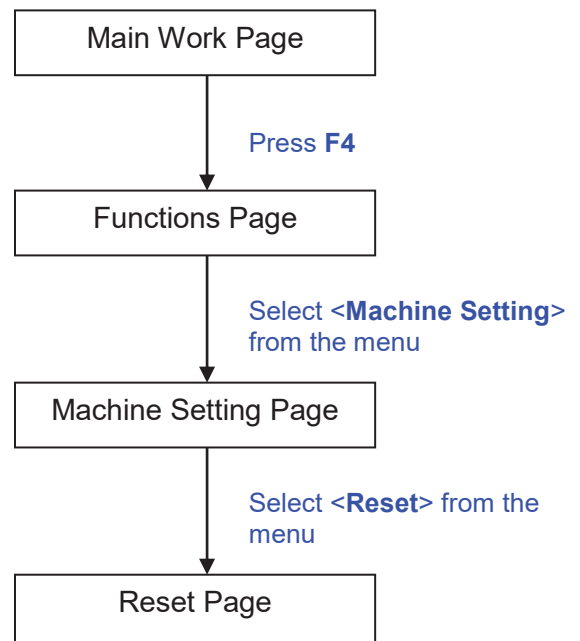 Main Work Page
Press F4
Functions Page
Select <Machine Setting>
from the menu
Machine Setting Page
Select <Reset> from the
menu
Reset Page